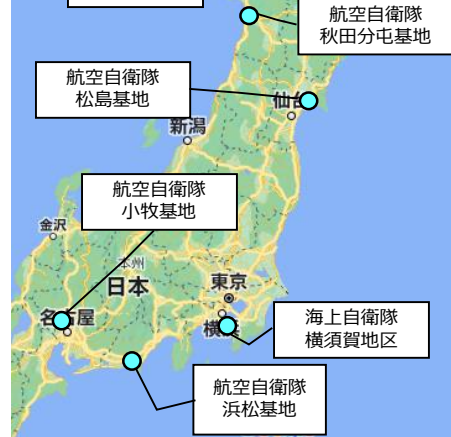 航空自衛隊
秋田分屯基地
航空自衛隊
松島基地
仙台
新潟
航空自衛隊
小牧基地
金沢
本州
日本
東京
名古屋
横浜
海上自衛隊
横須賀地区
航空自衛隊
浜松基地